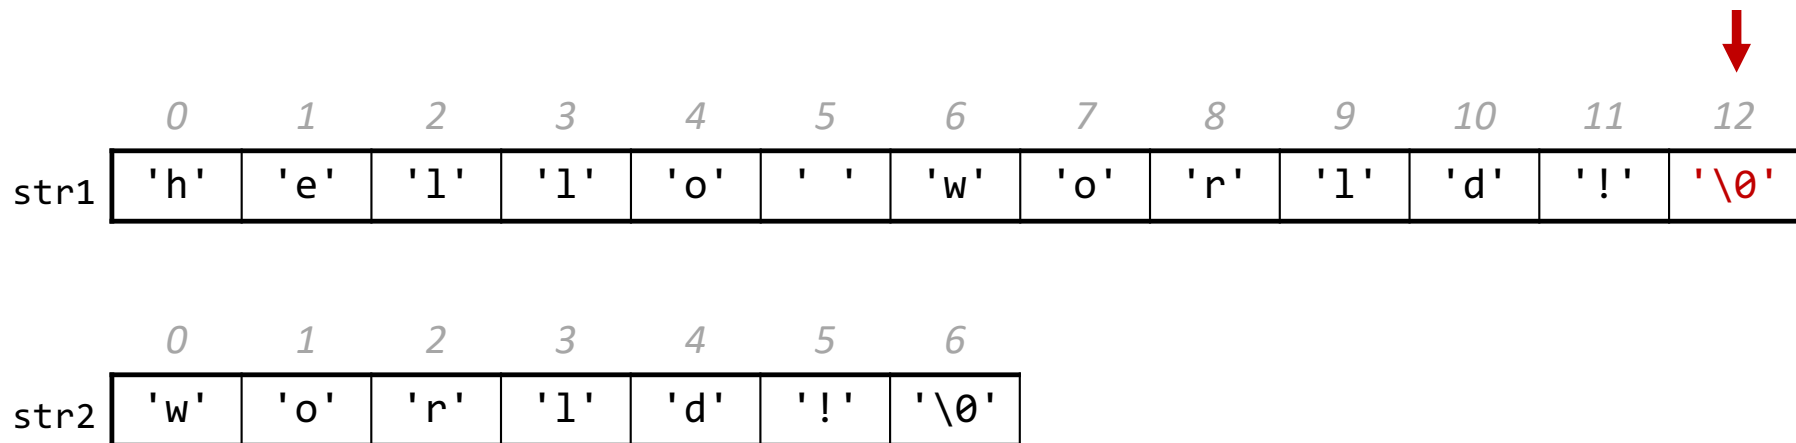 0 1 2 3 4 5 6 7 8 9 10 11 12
str1 'h' 'e' 'l' 'l' 'o' ' ' 'w' 'o' 'r' 'l' 'd' '!' '\0'
0 1 2 3 4 5 6
str2 'w' 'o' 'r' 'l' 'd' '!' '\0'